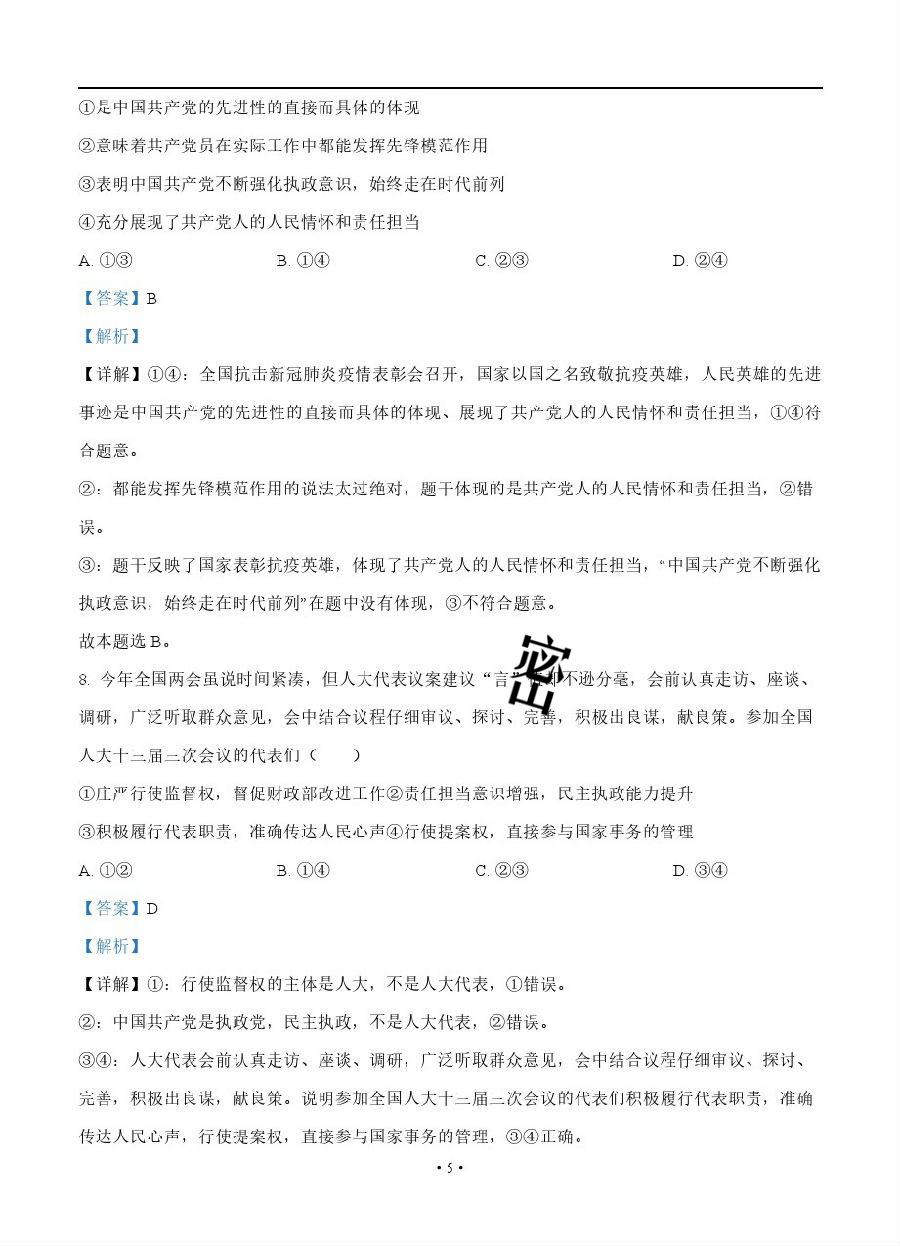 ①是中国共产党的先进性的直接而具体的体现
②意味着共产党员在实际工作中都能发挥先锋模范作用
③表明中国共产党不断强化执政意识，始终走在时代前列
④充分展现了共产党人的人民情怀和责任担当
A. ①③ B. ①④ C. ②③ D. ②④
【答案】B
【解析】
【详解】①④：全国抗击新冠肺炎疫情表彰会召开，国家以国之名致敬抗疫英雄，人民英雄的先进
事迹是中国共产党的先进性的直接而具体的体现、展现了共产党人的人民情怀和责任担当，①④符
合题意。
②：都能发挥先锋模范作用的说法太过绝对，题干体现的是共产党人的人民情怀和责任担当，②错
误。
③：题干反映了国家表彰抗疫英雄，体现了共产党人的人民情怀和责任担当，“中国共产党不断强化
执政意识，始终走在时代前列”在题中没有体现，③不符合题意。
故本题选 B。
8. 今年全国两会虽说时间紧凑，但人大代表议案建议“言”值却不逊分毫，会前认真走访、座谈、
调研，广泛听取群众意见，会中结合议程仔细审议、探讨、完善，积极出良谋，献良策。参加全国
人大十三届三次会议的代表们（　　）
①庄严行使监督权，督促财政部改进工作②责任担当意识增强，民主执政能力提升
③积极履行代表职责，准确传达人民心声④行使提案权，直接参与国家事务的管理
A. ①② B. ①④ C. ②③ D. ③④
【答案】D
【解析】
【详解】①：行使监督权的主体是人大，不是人大代表，①错误。
②：中国共产党是执政党，民主执政，不是人大代表，②错误。
③④：人大代表会前认真走访、座谈、调研，广泛听取群众意见，会中结合议程仔细审议、探讨、
完善，积极出良谋，献良策。说明参加全国人大十三届三次会议的代表们积极履行代表职责，准确
传达人民心声，行使提案权，直接参与国家事务的管理，③④正确。
• 5 •
密